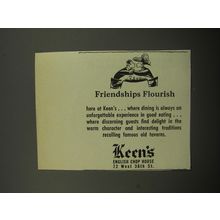 Friendships Flourish
here at Keen's . . . where dining is always an
unforgettable experience in good eating . . .
where discerning guests find delight in the
warm character and interesting traditions
recalling famous old taverns.
Keen's
ENGLISH CHOP HOUSE
72 West 36th St.